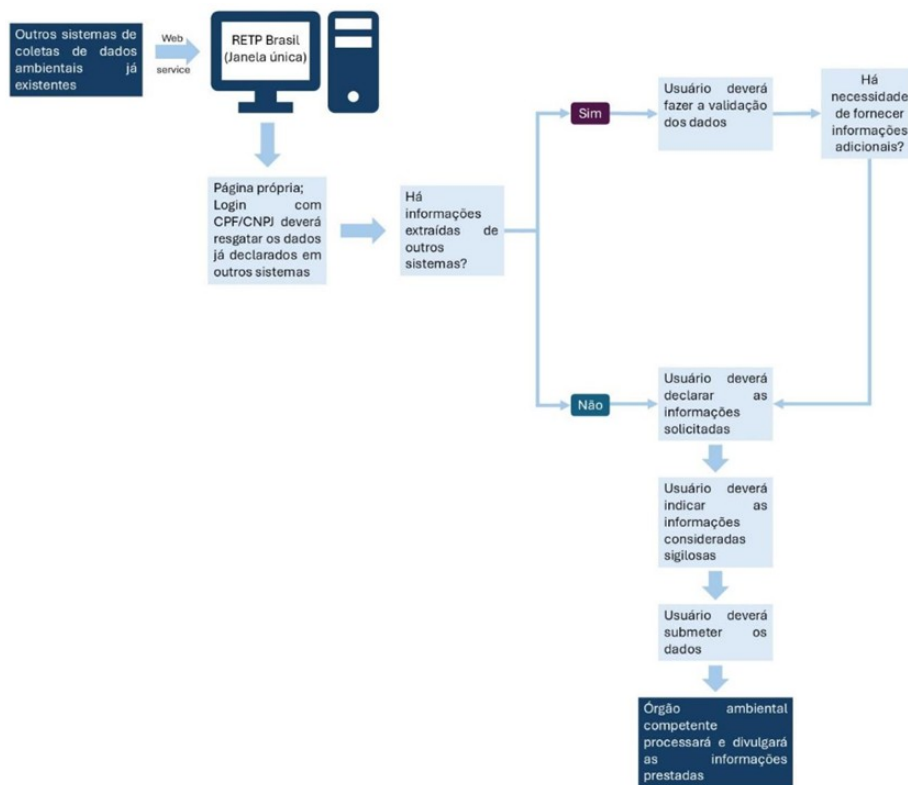 Outros sistemas de
coletas de dados
ambientais já
existentes
Web
service
RETP Brasil
(Janela única)
Página própria;
Login com
CPF/CNPJ deverá
resgatar os dados
já declarados em
outros sistemas
Há
informações
extraídas de
outros
sistemas?
Sim
Usuário deverá
fazer a validação
dos dados
Há
necessidade
de fornecer
informações
adicionais?
Não
Usuário deverá
declarar as
informações
solicitadas
Usuário deverá
indicar as
informações
consideradas
sigilosas
Usuário deverá
submeter os
dados
Órgão ambiental
competente
processará e divulgará
as informações
prestadas